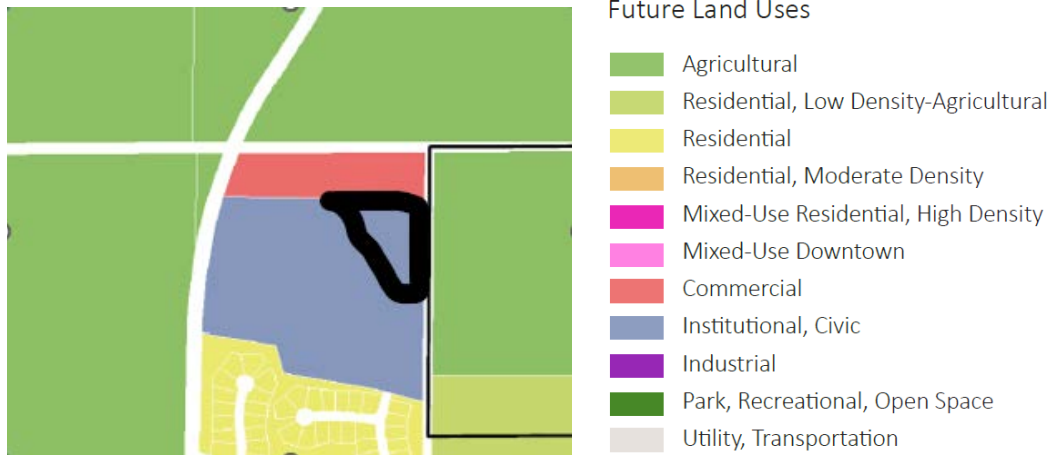 Future Land Uses
Agricultural
Residential, Low Density-Agricultural
Residential
Residential, Moderate Density
Mixed-Use Residential, High Density
Mixed-Use Downtown
Commercial
Institutional, Civic
Industrial
Park, Recreational, Open Space
Utility, Transportation